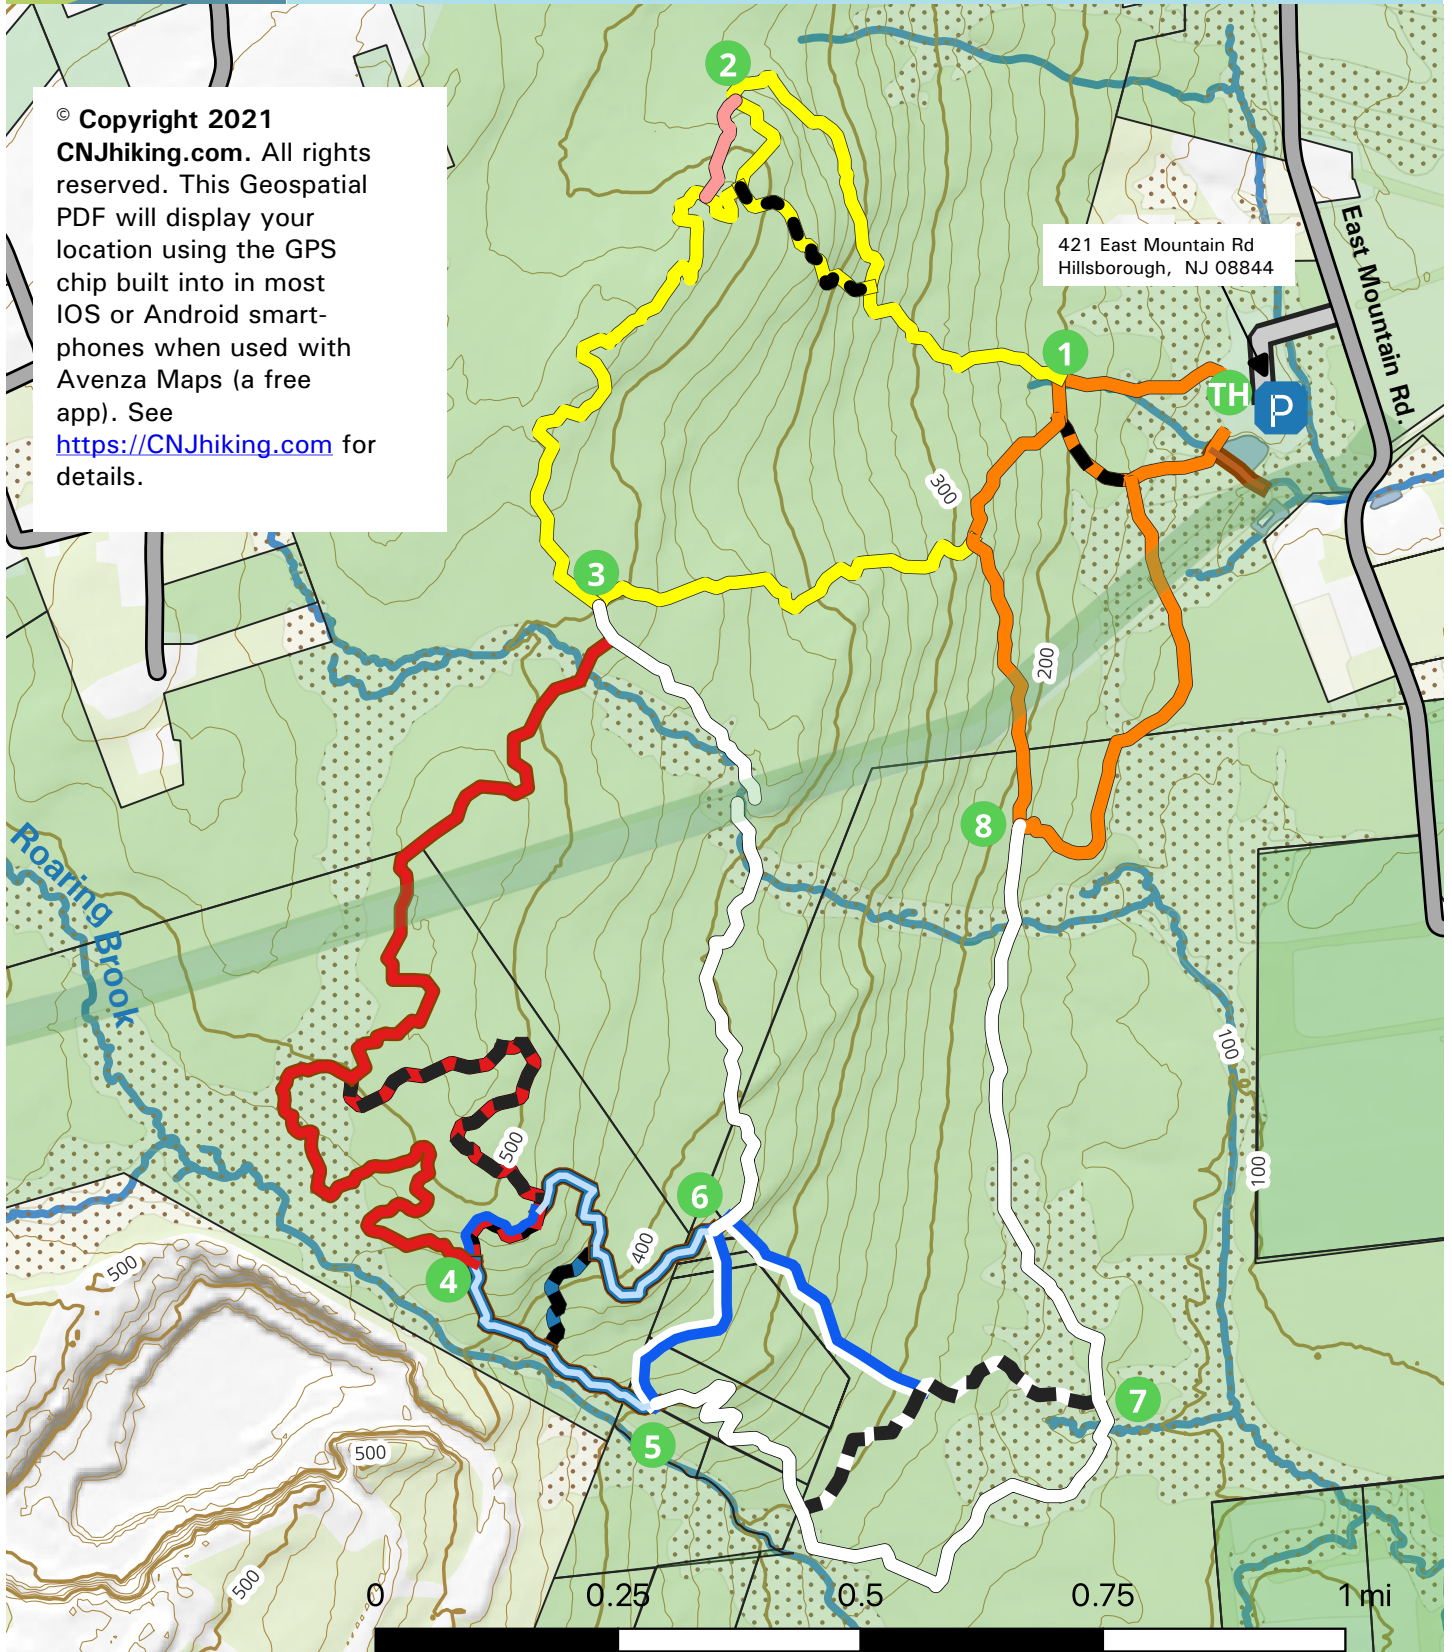 © Copyright 2021
CNJhiking.com. All rights
reserved. This Geospatial
PDF will display your
location using the GPS
chip built into in most
IOS or Android smart-
phones when used with
Avenza Maps (a free
app). See
https://CNJhiking.com for
details.
2
421 East Mountain Rd
Hillsborough, NJ 08844
East Mountain Rd
1
TH
P
300
3
200
8
Roaring Brook
100
100
500
6
400
4
500
7
5
500
500
0 0.25 0.5 0.75 1 mi